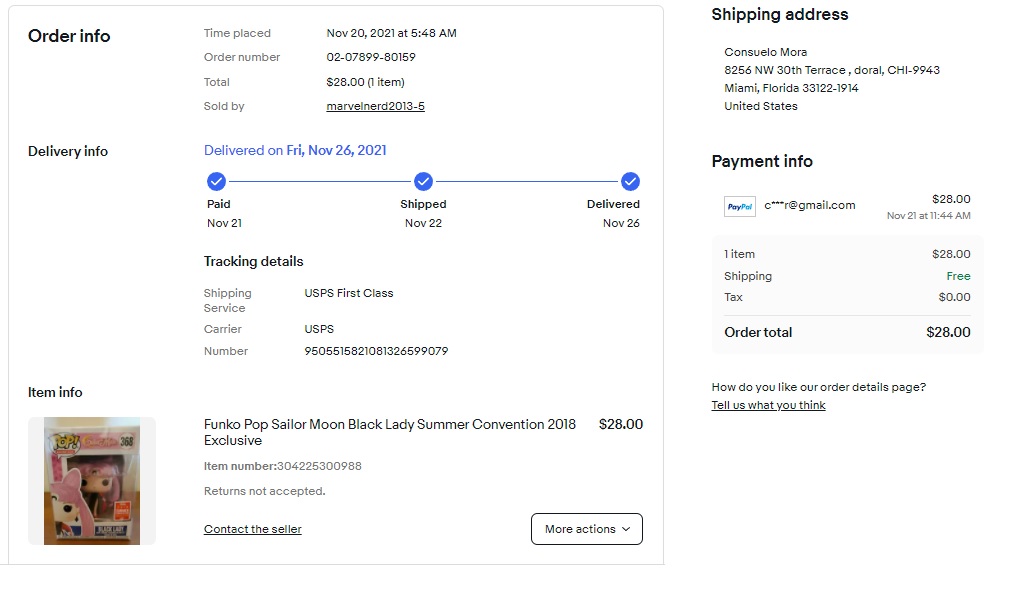 Order info
Time placed Nov 20, 2021 at 5:48 AM
Order number 02-07899-80159
Total $28.00 (1 item)
Sold by marvelnerd2013-5
Delivery info
Delivered on Fri, Nov 26, 2021
Paid Shipped Delivered
Nov 21 Nov 22 Nov 26
Tracking details
Shipping Service USPS First Class
Carrier USPS
Number 9505515821081326599079
Item info
POP!
368
BLACK LADY
Funko Pop Sailor Moon Black Lady Summer Convention 2018 $28.00
Exclusive
Item number:304225300988
Returns not accepted.
Contact the seller
More actions
Shipping address
Consuelo Mora
8256 NW 30th Terrace , doral, CHI-9943
Miami, Florida 33122-1914
United States
Payment info
PayPal c***r@gmail.com $28.00
Nov 21 at 11:44 AM
1 item $28.00
Shipping Free
Tax $0.00
Order total $28.00
How do you like our order details page?
Tell us what you think